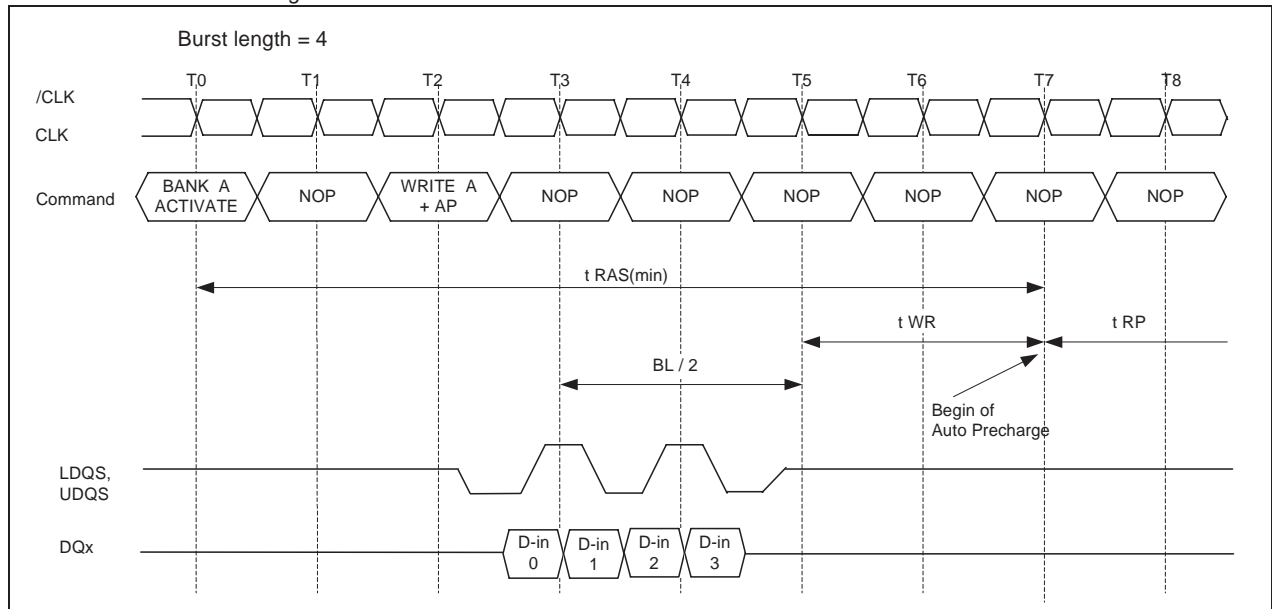 Burst length = 4
T0 T1 T2 T3 T4 T5 T6 T7 T8
/CLK
CLK
Command
BANK A
ACTIVATE
NOP
WRITE A
+ AP
NOP
NOP
NOP
NOP
NOP
NOP
t RAS(min)
t WR
t RP
BL / 2
Begin of
Auto Precharge
LDQS,
UDQS
DQx
D-in
0
D-in
1
D-in
2
D-in
3